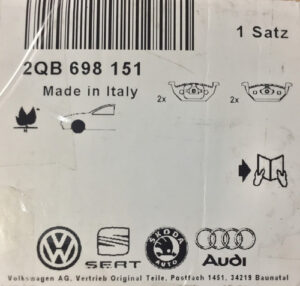 1 Satz
2QB 698 151
Made in Italy
2x 2x
SEAT ŠKODA AUTO Audi
Volkswagen AG, Vertrieb Original Teile, Postfach 1451, 34219 Baunatal